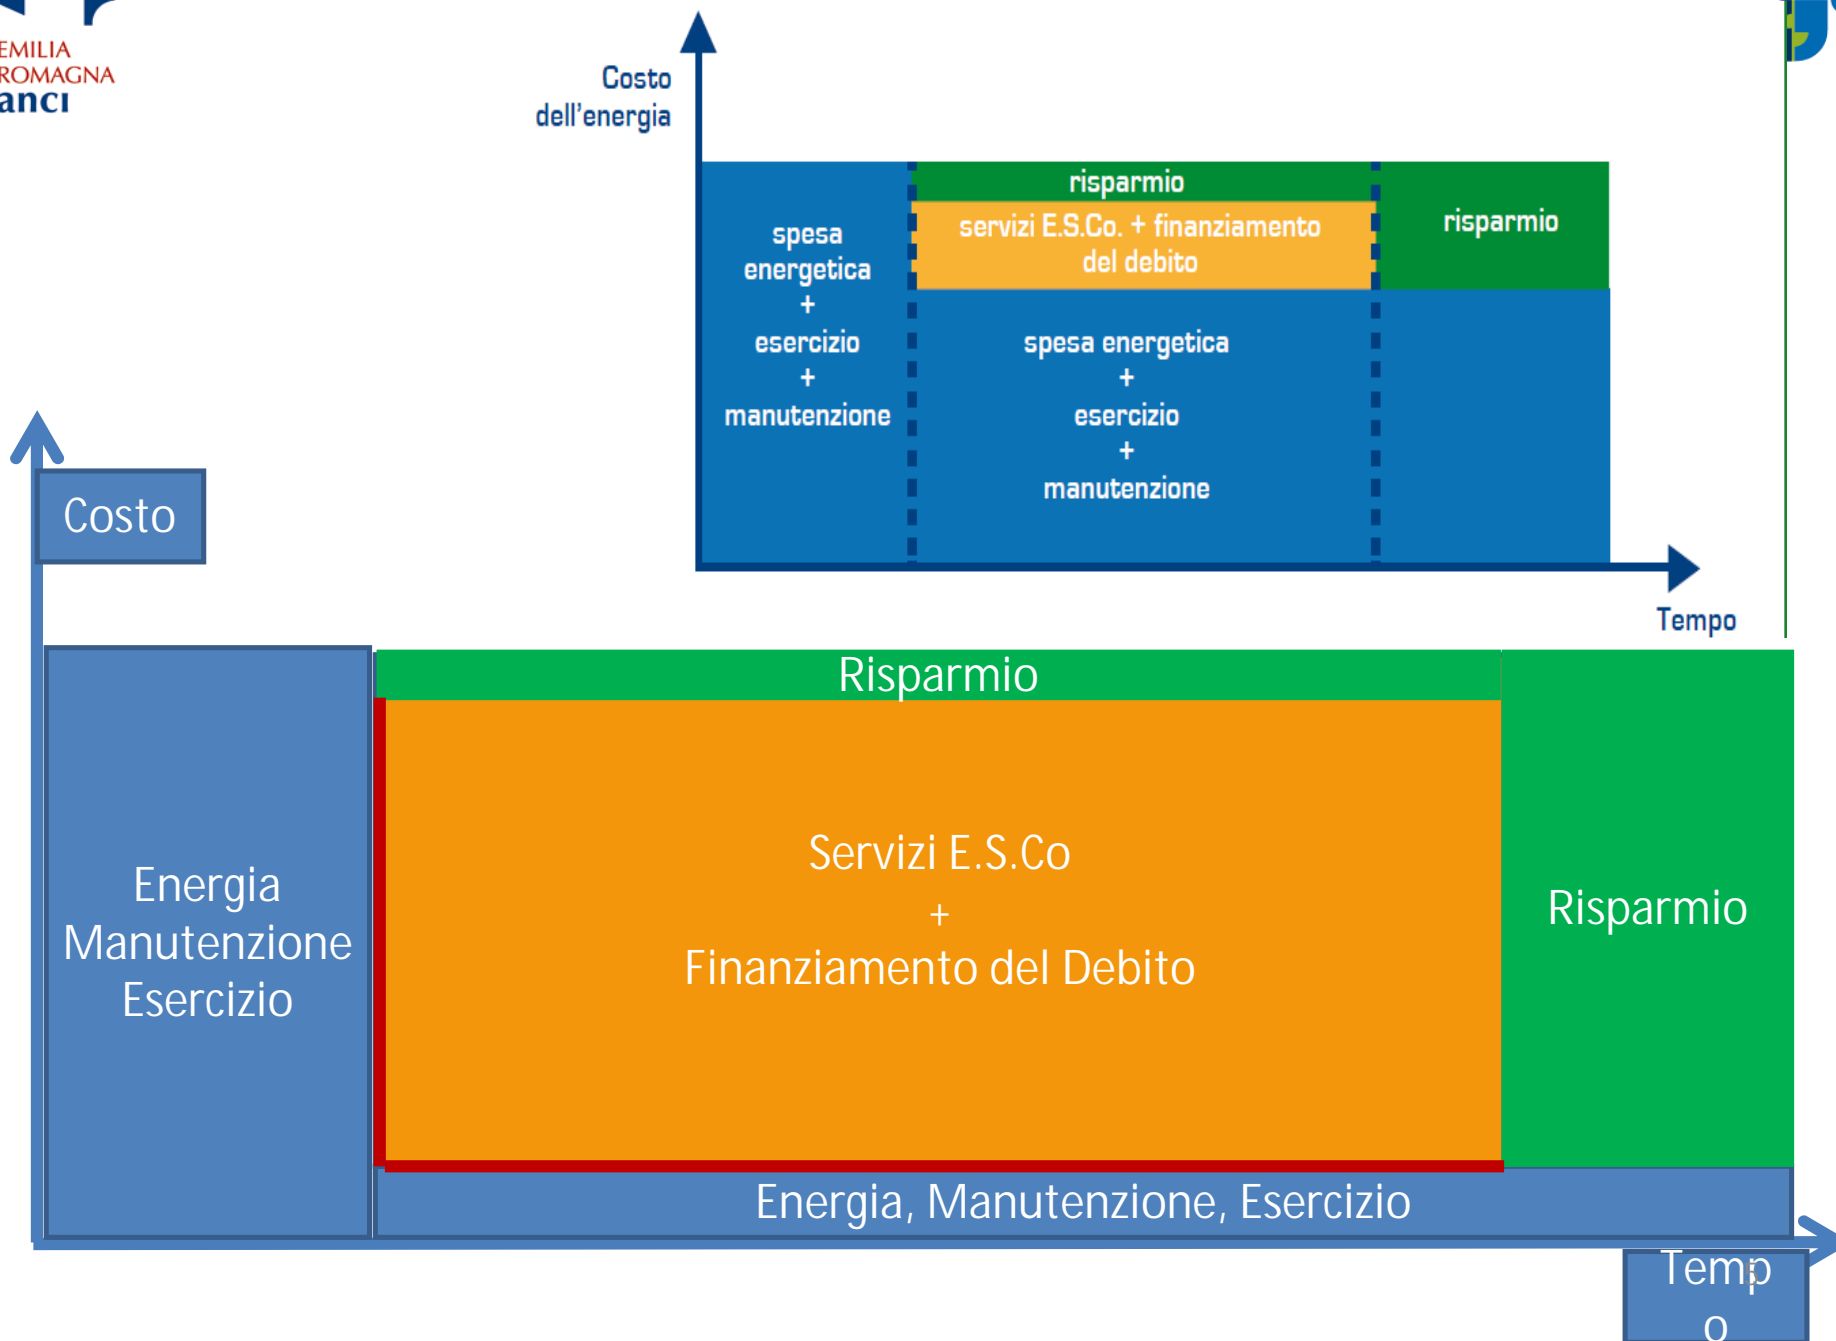 EMILIA
ROMAGNA
anci
Costo
dell'energia
spesa
energetica
+
esercizio
+
manutenzione
risparmio
servizi E.S.Co. + finanziamento
del debito
spesa energetica
+
esercizio
+
manutenzione
risparmio
Tempo
Costo
Energia
Manutenzione
Esercizio
Risparmio
Servizi E.S.Co
+
Finanziamento del Debito
Risparmio
Energia, Manutenzione, Esercizio
Temp
o
5